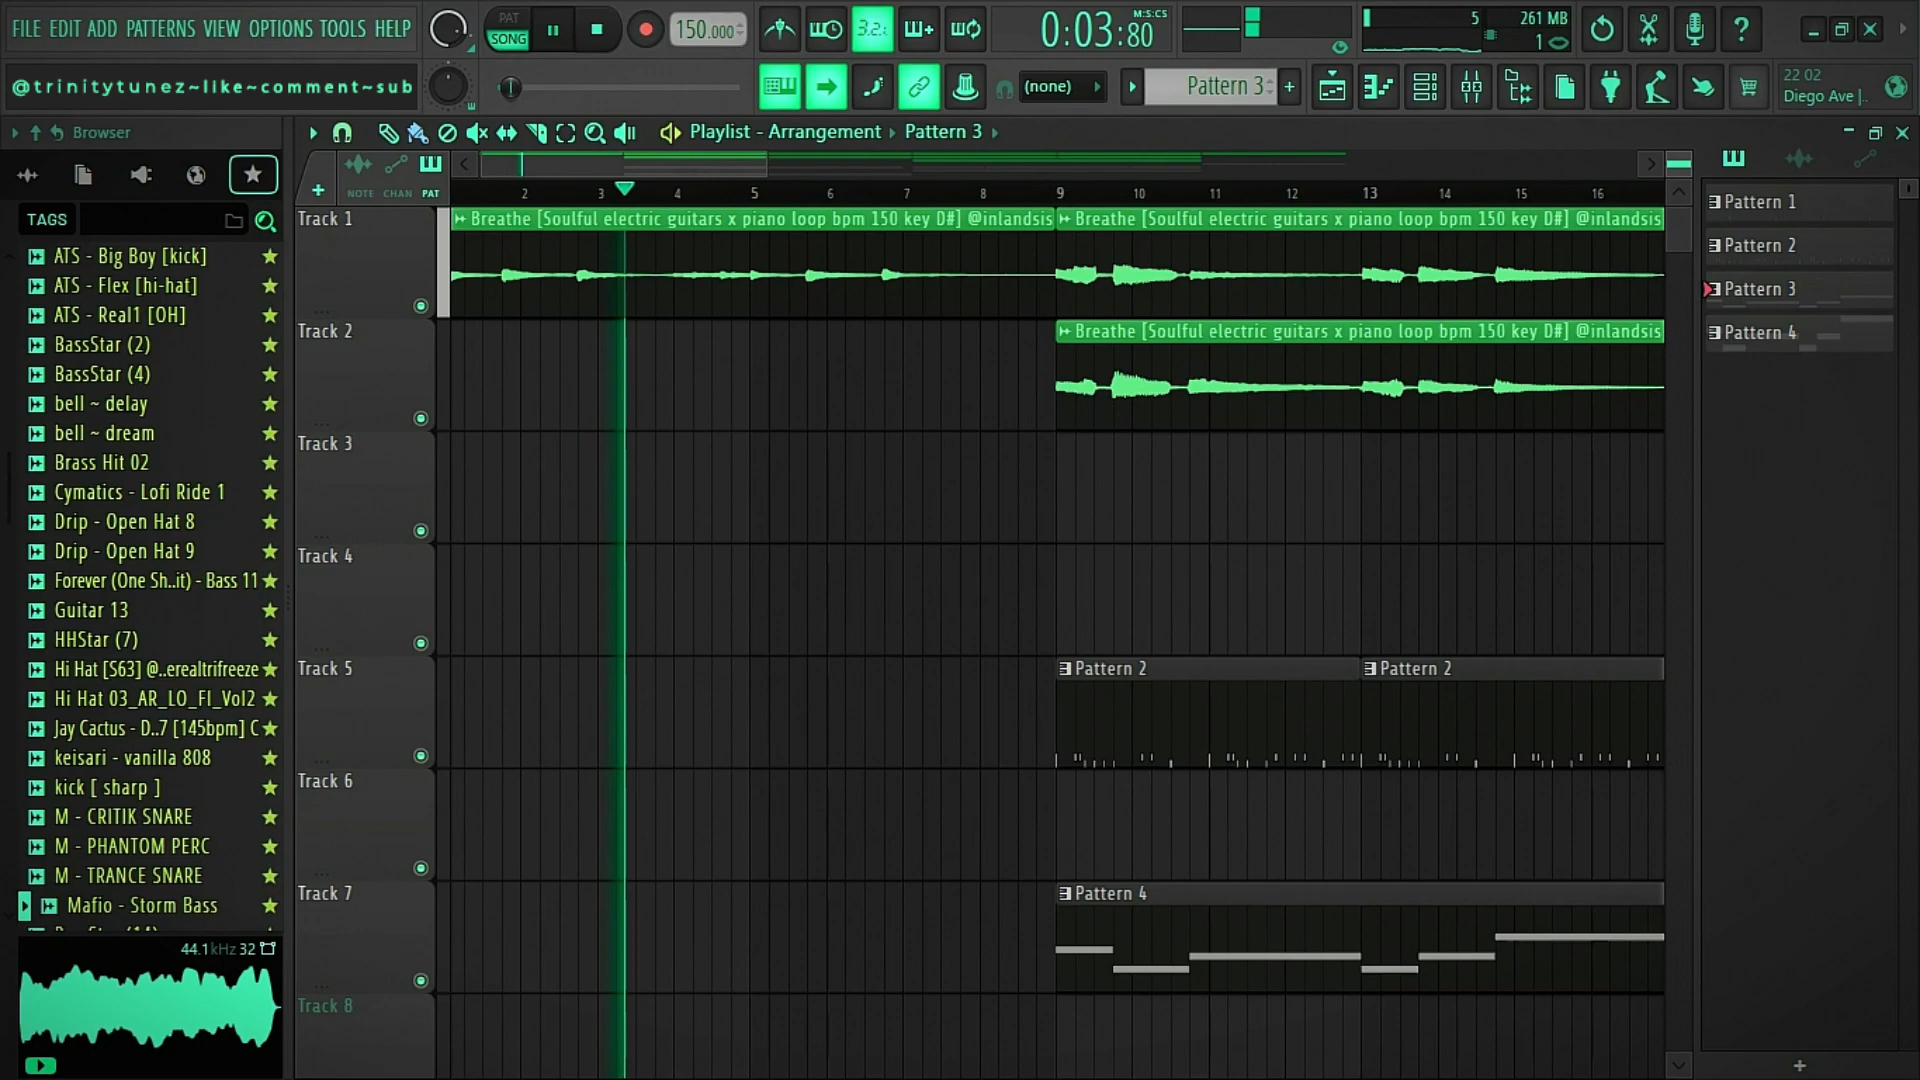 FILE EDIT ADD PATTERNS VIEW OPTIONS TOOLS HELP
PAT
SONG
150.000
3.2.
0:03:80
M:S:CS
5
261 MB
1
@trinitytunez~like~comment~sub
(none)
Pattern 3
22 02
Diego Ave |..
Browser
Playlist - Arrangement Pattern 3
NOTE CHAN PAT
2 3 4 5 6 7 8 9 10 11 12 13 14 15 16
TAGS
ATS - Big Boy [kick]
ATS - Flex [hi-hat]
ATS - Real1 [OH]
BassStar (2)
BassStar (4)
bell ~ delay
bell ~ dream
Brass Hit 02
Cymatics - Lofi Ride 1
Drip - Open Hat 8
Drip - Open Hat 9
Forever (One Sh..it) - Bass 11
Guitar 13
HHStar (7)
Hi Hat [S63] @..erealtrifreeze
Hi Hat 03_AR_LO_FI_Vol2
Jay Cactus - D..7 [145bpm] C
keisari - vanilla 808
kick [ sharp ]
M - CRITIK SNARE
M - PHANTOM PERC
M - TRANCE SNARE
Mafio - Storm Bass
44.1kHz 32
Track 1
Breathe [Soulful electric guitars x piano loop bpm 150 key D#] @inlandsis
Breathe [Soulful electric guitars x piano loop bpm 150 key D#] @inlandsis
Track 2
Breathe [Soulful electric guitars x piano loop bpm 150 key D#] @inlandsis
Track 3
Track 4
Track 5
Pattern 2
Pattern 2
Track 6
Track 7
Pattern 4
Track 8
Pattern 1
Pattern 2
Pattern 3
Pattern 4